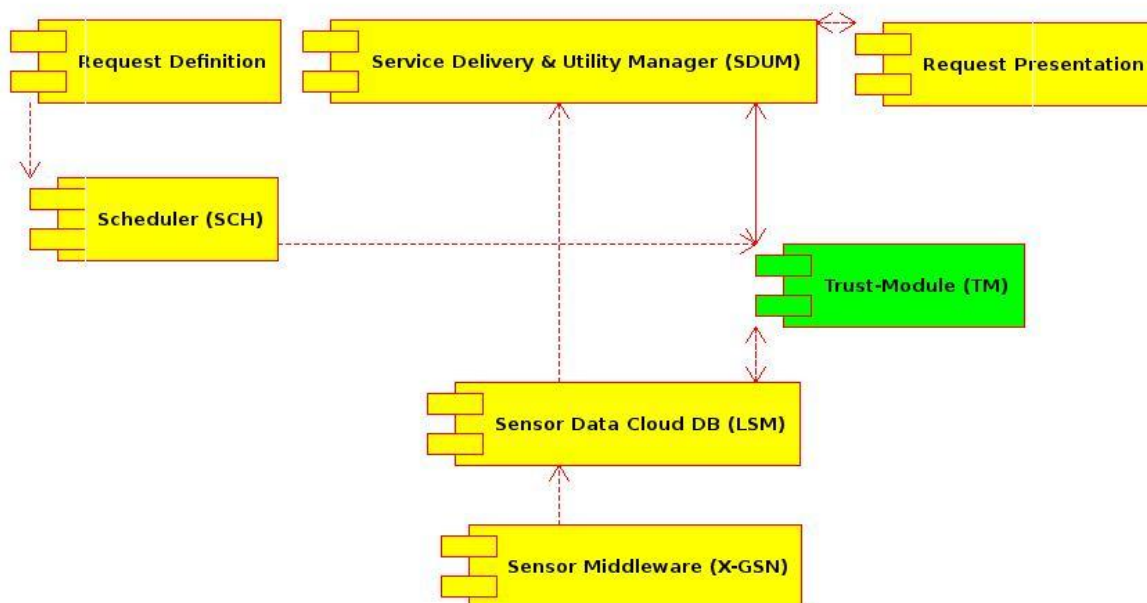 Request Definition
Service Delivery & Utility Manager (SDUM)
Request Presentation
Scheduler (SCH)
Trust-Module (TM)
Sensor Data Cloud DB (LSM)
Sensor Middleware (X-GSN)